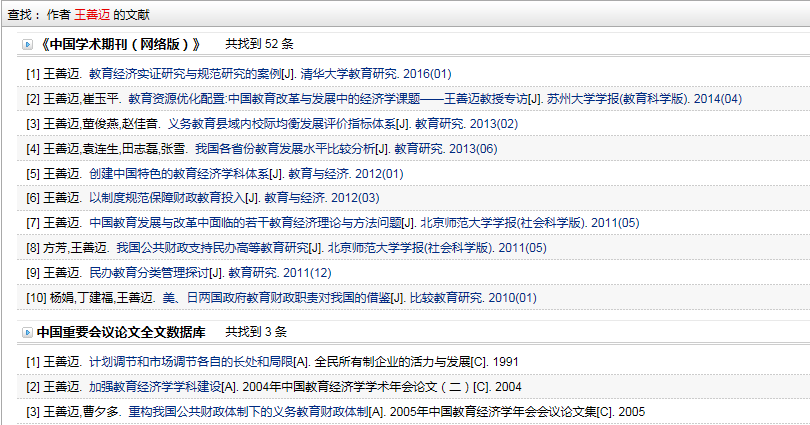 查找： 作者 王善迈 的文献
《中国学术期刊（网络版）》 共找到 52 条
[1] 王善迈. 教育经济实证研究与规范研究的案例[J]. 清华大学教育研究. 2016(01)
[2] 王善迈,崔玉平. 教育资源优化配置:中国教育改革与发展中的经济学课题——王善迈教授专访[J]. 苏州大学学报(教育科学版). 2014(04)
[3] 王善迈,董俊燕,赵佳音. 义务教育县域内校际均衡发展评价指标体系[J]. 教育研究. 2013(02)
[4] 王善迈,袁连生,田志磊,张雪. 我国各省份教育发展水平比较分析[J]. 教育研究. 2013(06)
[5] 王善迈. 创建中国特色的教育经济学科体系[J]. 教育与经济. 2012(01)
[6] 王善迈. 以制度规范保障财政教育投入[J]. 教育与经济. 2012(03)
[7] 王善迈. 中国教育发展与改革中面临的若干教育经济理论与方法问题[J]. 北京师范大学学报(社会科学版). 2011(05)
[8] 方芳,王善迈. 我国公共财政支持民办高等教育研究[J]. 北京师范大学学报(社会科学版). 2011(05)
[9] 王善迈. 民办教育分类管理探讨[J]. 教育研究. 2011(12)
[10] 杨娟,丁建福,王善迈. 美、日两国政府教育财政职责对我国的借鉴[J]. 比较教育研究. 2010(01)
中国重要会议论文全文数据库 共找到 3 条
[1] 王善迈. 计划调节和市场调节各自的长处和局限[A]. 全民所有制企业的活力与发展[C]. 1991
[2] 王善迈. 加强教育经济学学科建设[A]. 2004年中国教育经济学学术年会论文（二）[C]. 2004
[3] 王善迈,曹夕多. 重构我国公共财政体制下的义务教育财政体制[A]. 2005年中国教育经济学年会会议论文集[C]. 2005